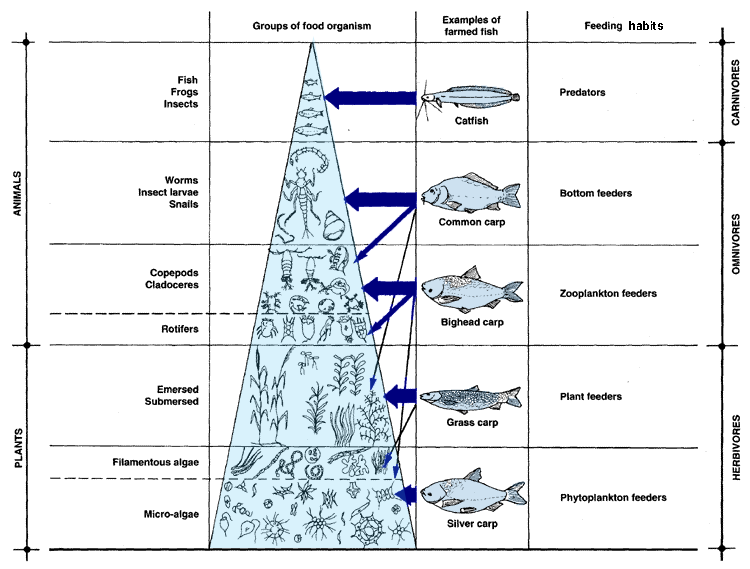 Groups of food organism
Examples of
farmed fish
Feeding habits
ANIMALS
PLANTS
Fish
Frogs
Insects
Catfish
Predators
CARNIVORES
Worms
Insect larvae
Snails
Common carp
Bottom feeders
OMNIVORES
Copepods
Cladoceres
Bighead carp
Zooplankton feeders
Rotifers
Emersed
Submersed
Grass carp
Plant feeders
HERBIVORES
Filamentous algae
Micro-algae
Silver carp
Phytoplankton feeders